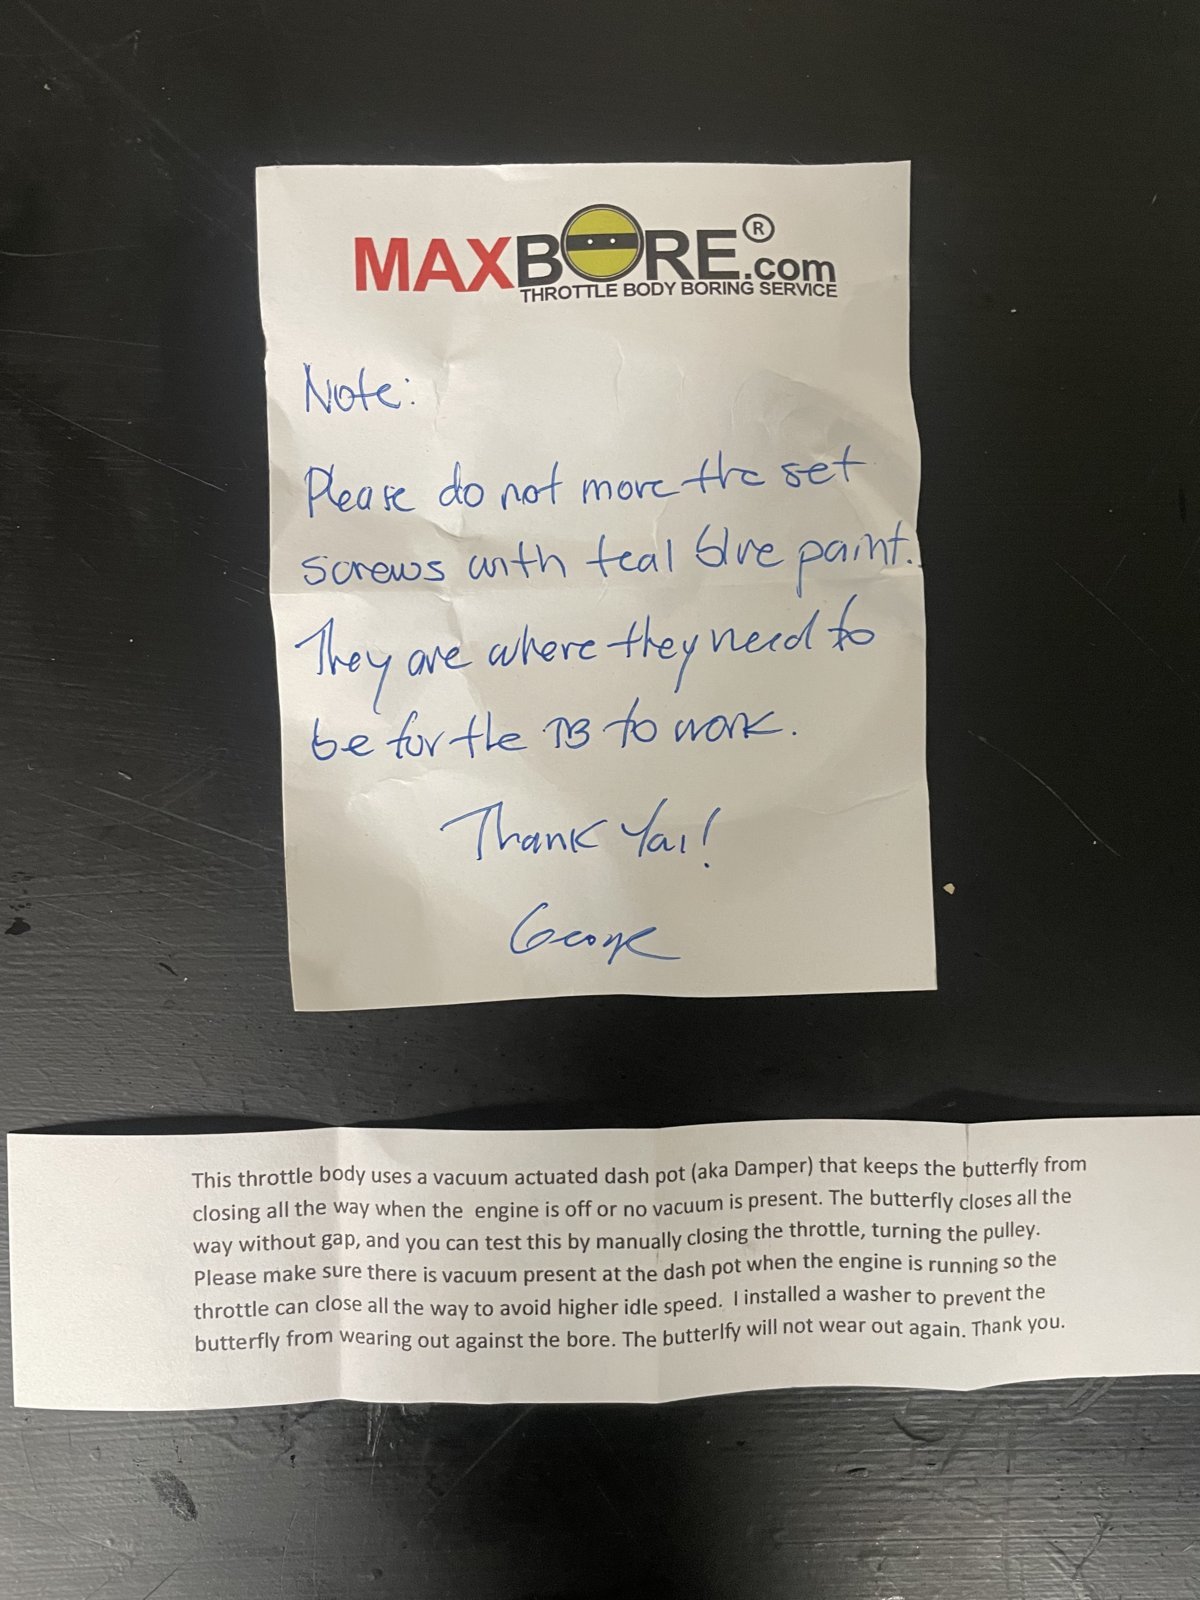 MAXBORE.com®
THROTTLE BODY BORING SERVICE
Note:
Please do not move the set
screws with teal blue paint.
They are where they need to
be for the TB to work.
Thank You!
George
This throttle body uses a vacuum actuated dash pot (aka Damper) that keeps the butterfly from
closing all the way when the engine is off or no vacuum is present. The butterfly closes all the
way without gap, and you can test this by manually closing the throttle, turning the pulley.
Please make sure there is vacuum present at the dash pot when the engine is running so the
throttle can close all the way to avoid higher idle speed. I installed a washer to prevent the
butterfly from wearing out against the bore. The butterlfy will not wear out again. Thank you.